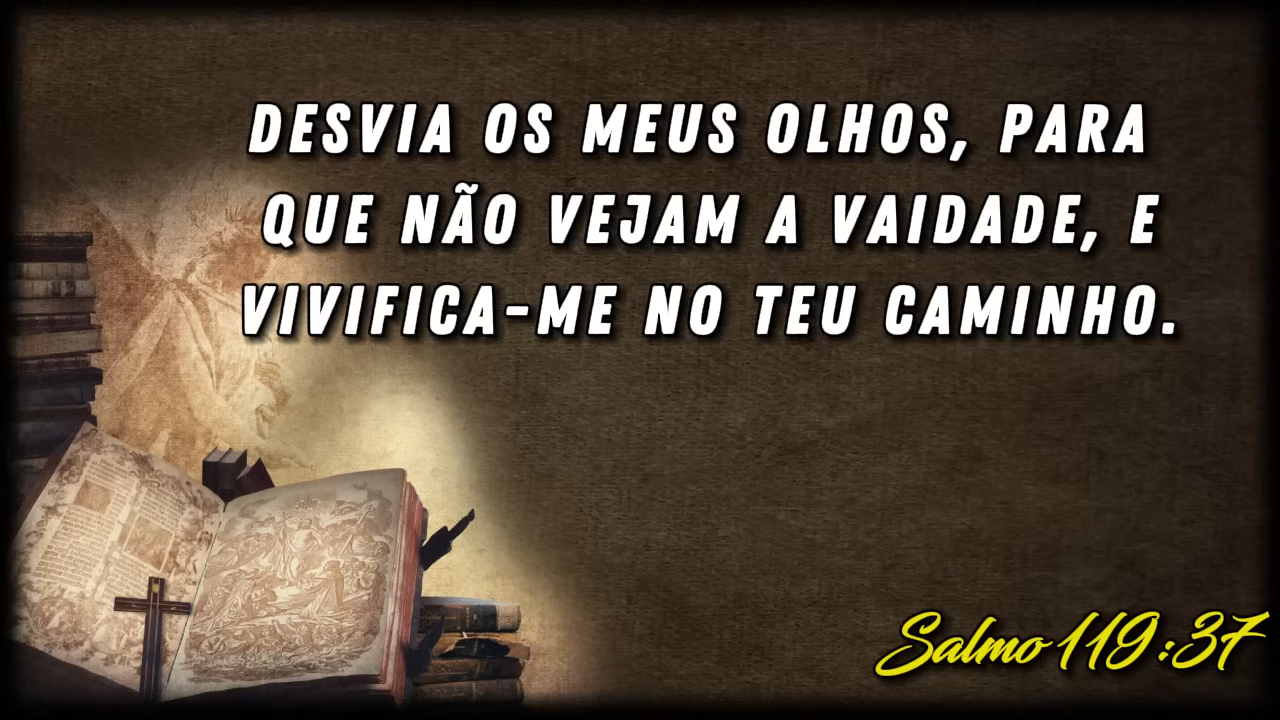 DESVIA OS MEUS OLHOS, PARA
QUE NÃO VEJAM A VAIDADE, E
VIVIFICA-ME NO TEU CAMINHO.
Salmo 119:37